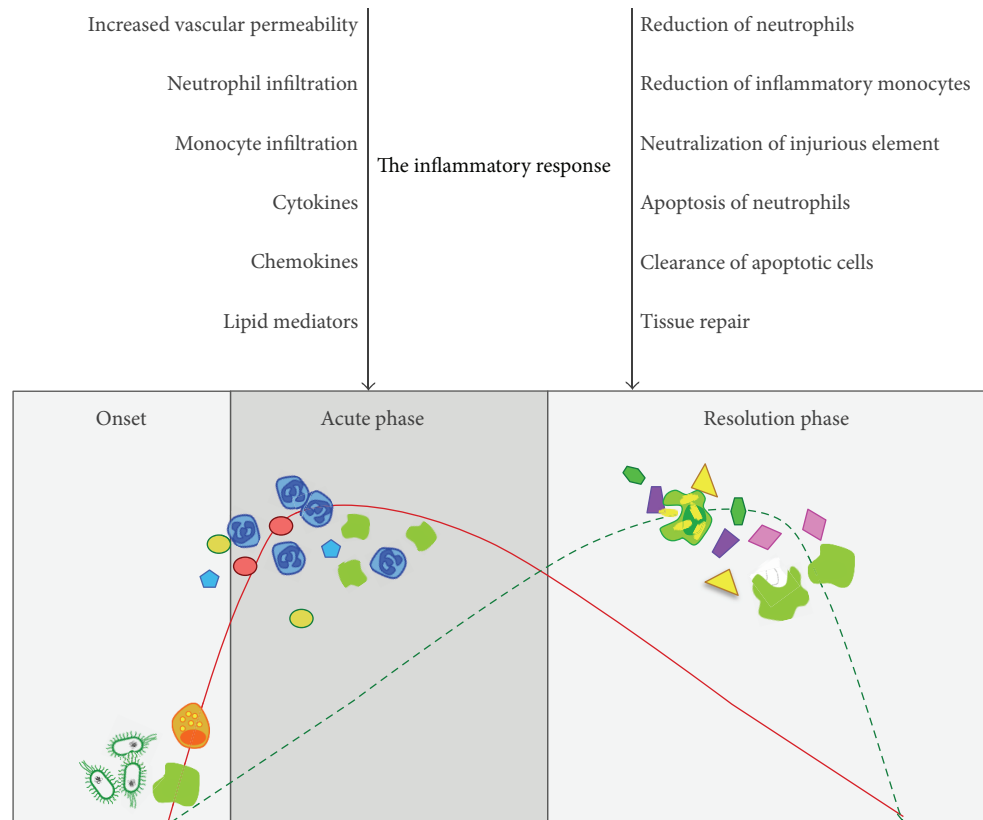 Increased vascular permeability
Neutrophil infiltration
Monocyte infiltration
Cytokines
Chemokines
Lipid mediators
The inflammatory response
Reduction of neutrophils
Reduction of inflammatory monocytes
Neutralization of injurious element
Apoptosis of neutrophils
Clearance of apoptotic cells
Tissue repair
Onset
Acute phase
Resolution phase